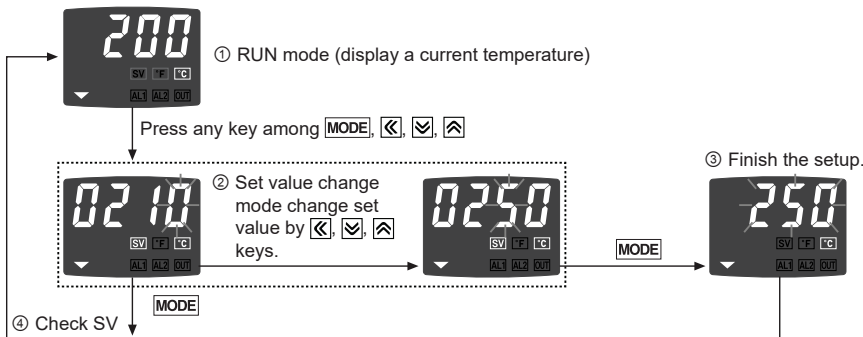 200
① RUN mode (display a current temperature)
SV °F °C
AL1 AL2 OUT
Press any key among MODE, «, ︾, ︽
0210
SV °F °C
AL1 AL2 OUT
② Set value change
mode change set
value by «, ︾, ︽
keys.
0250
SV °F °C
AL1 AL2 OUT
MODE
③ Finish the setup.
250
SV °F °C
AL1 AL2 OUT
MODE
④ Check SV